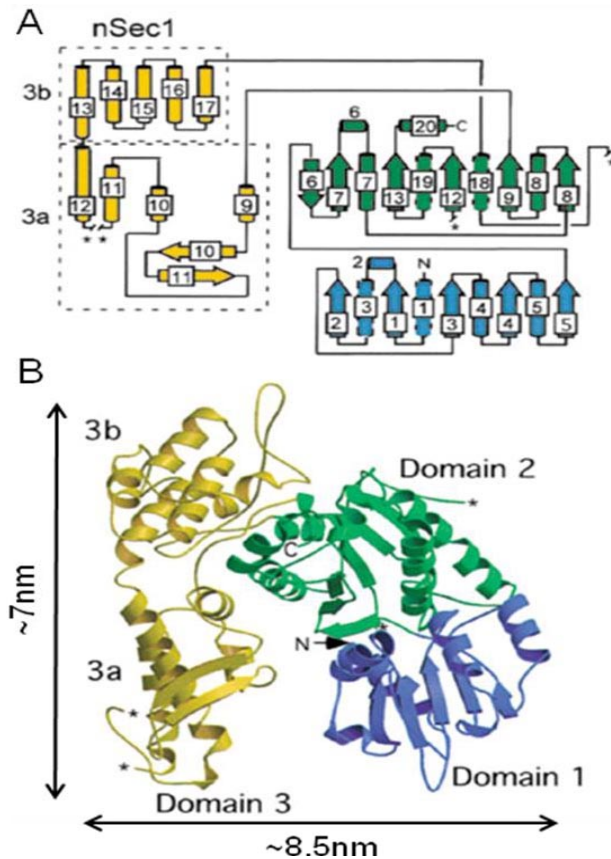 A
nSec1
3b
13 14 15 16 17
6
20 C
6 7 7 13 19 12 18 9 8 8
*
*
3a
12 11 10 9
* *
10
11
2 N
2 3 1 1 3 4 4 5 5
B
3b
Domain 2
*
C
~7nm
N
*
3a
*
*
Domain 3
Domain 1
~8.5nm